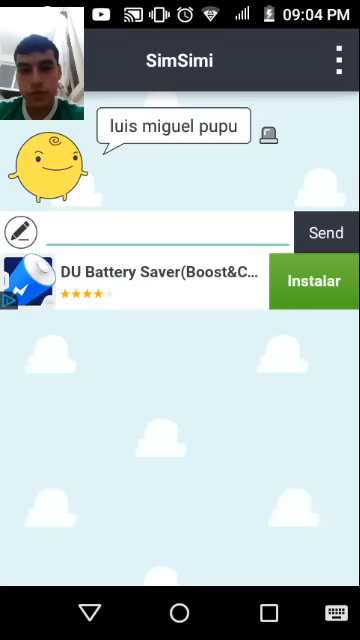 09:04 PM
SimSimi
luis miguel pupu
Send
DU Battery Saver(Boost&C...
Instalar